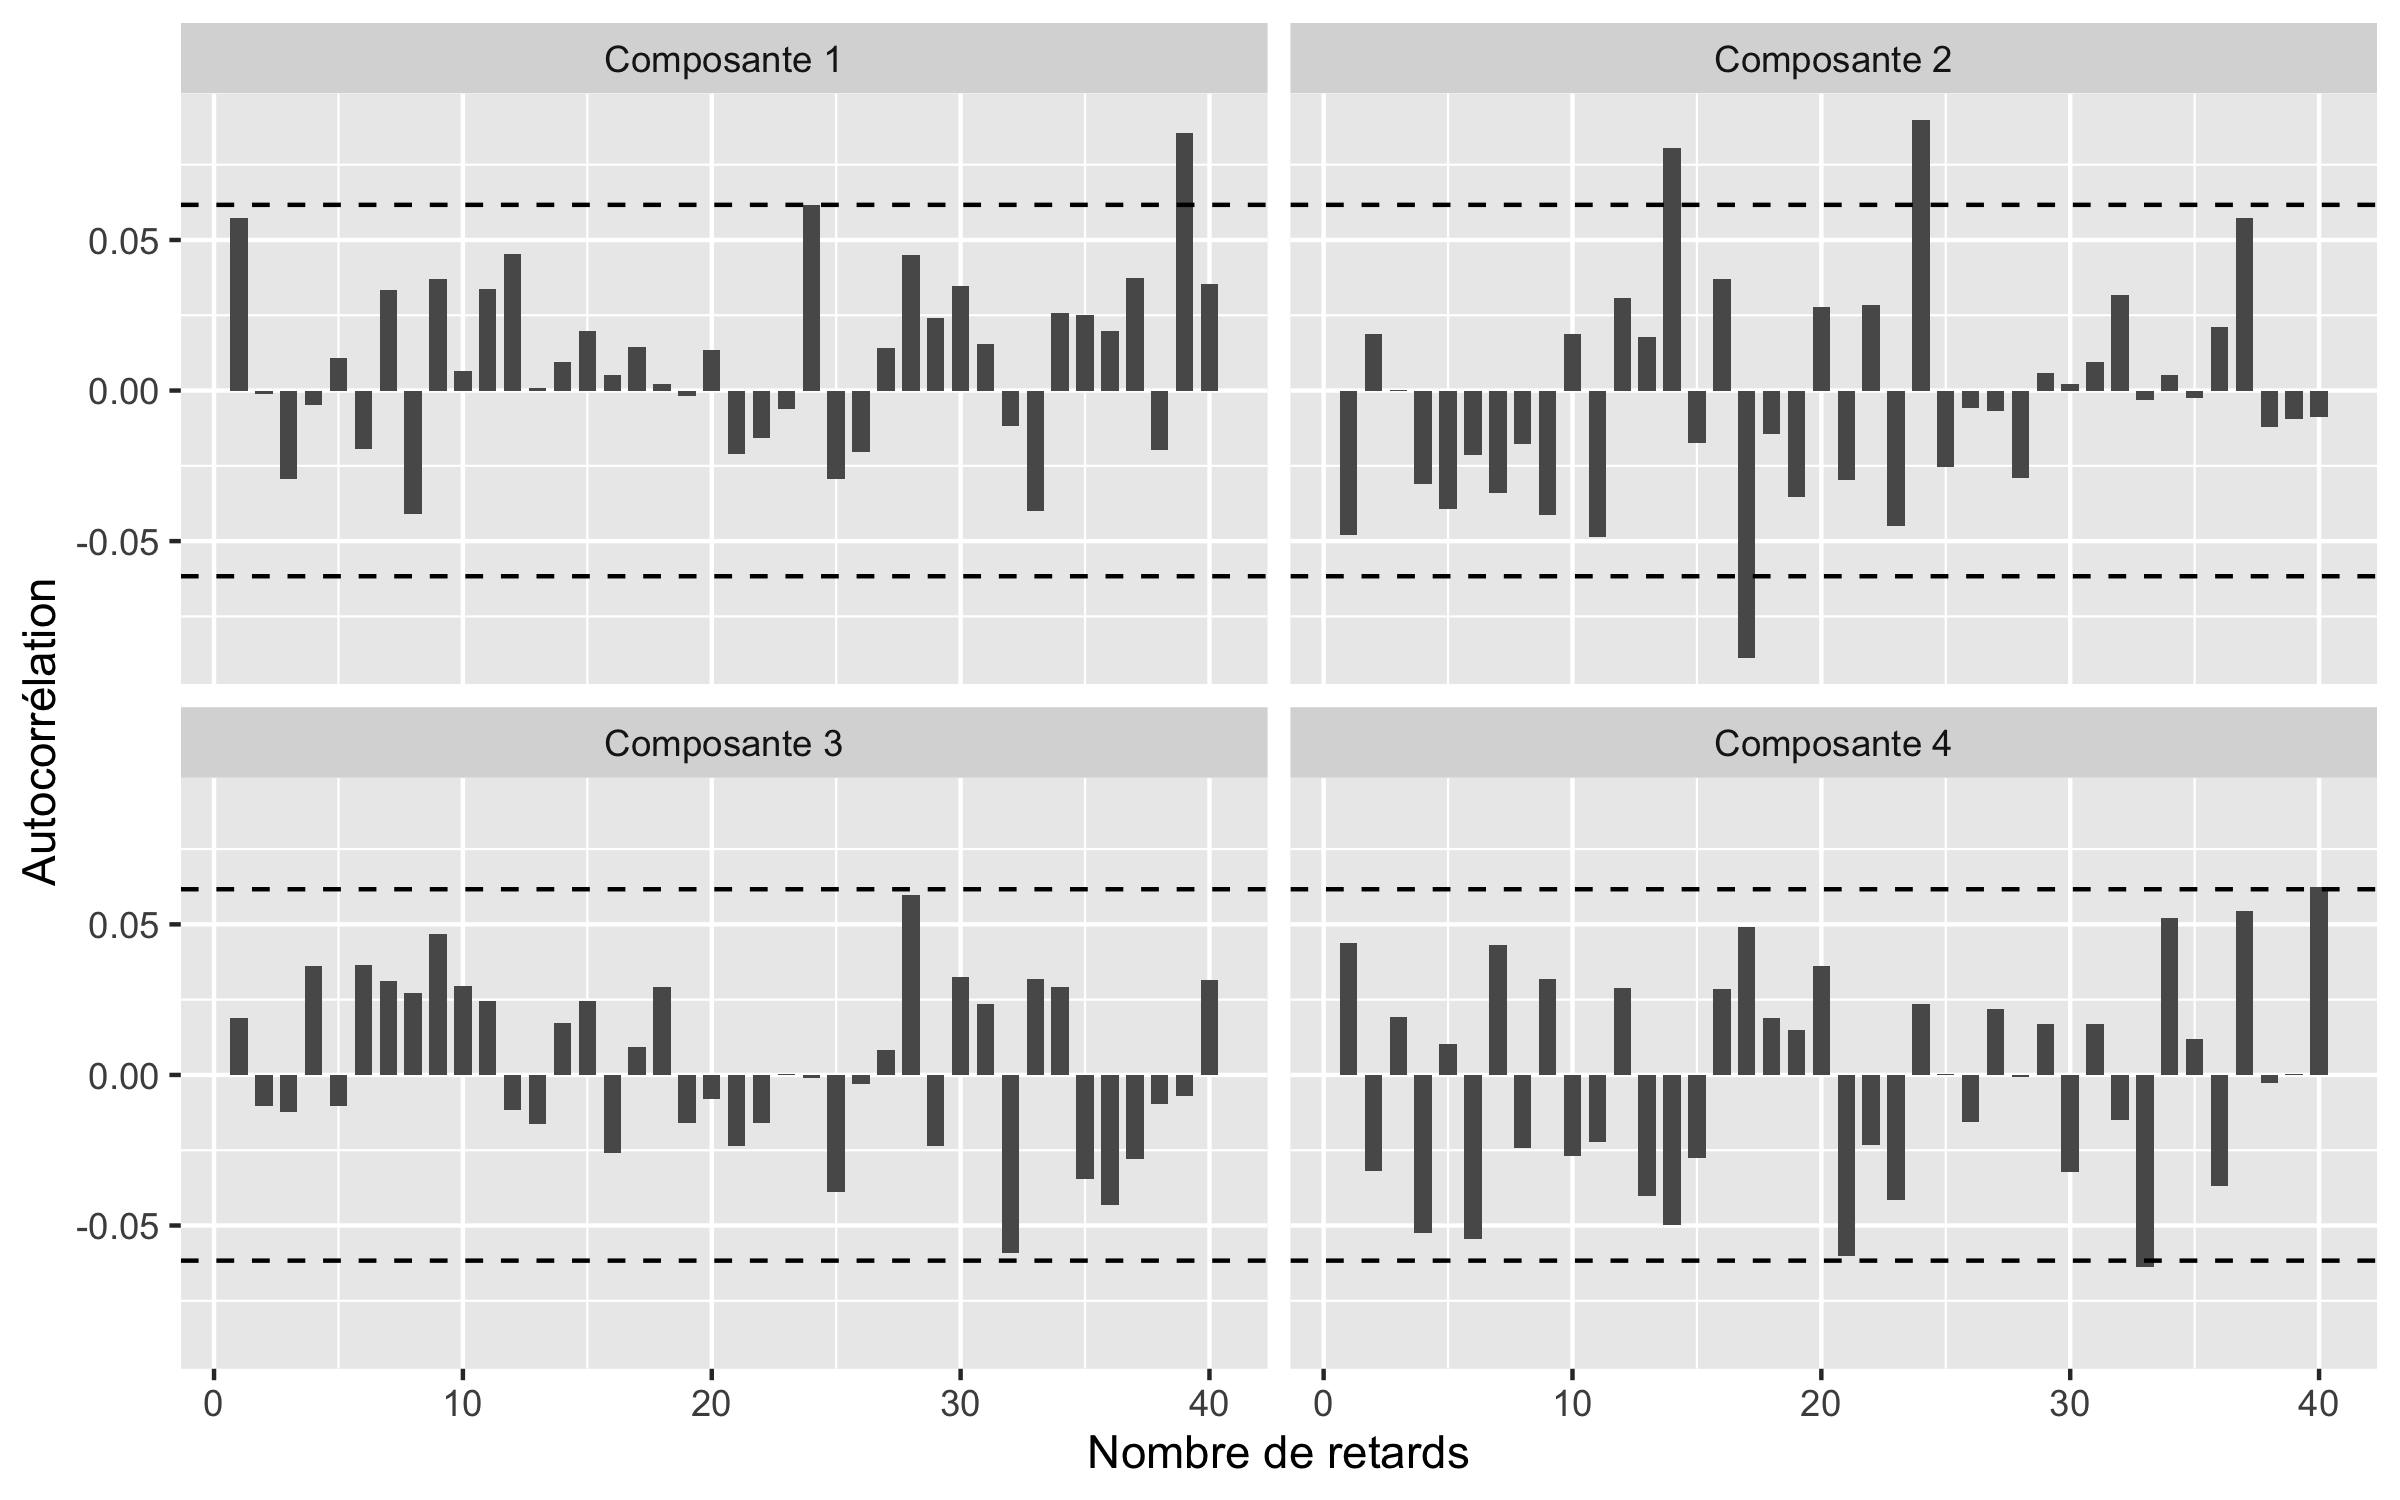 Composante 1
Composante 2
0.05
0.00
-0.05
Autocorrélation
Composante 3
Composante 4
0.05
0.00
-0.05
0 10 20 30 40
0 10 20 30 40
Nombre de retards